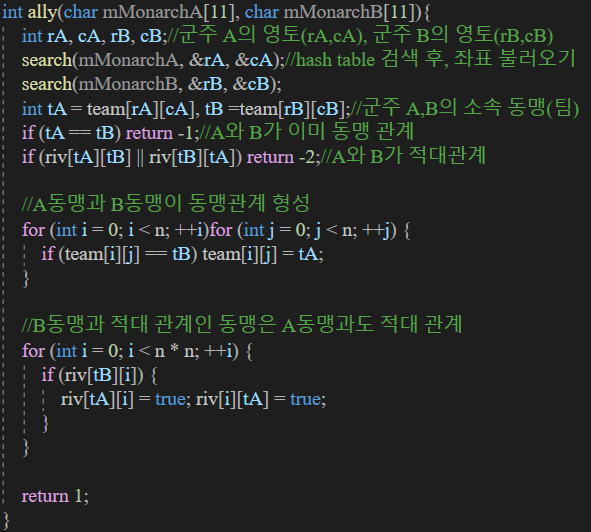 int ally(char mMonarchA[11], char mMonarchB[11]){
int rA, cA, rB, cB;//군주 A의 영토(rA,cA), 군주 B의 영토(rB,cB)
search(mMonarchA, &rA, &cA);//hash table 검색 후, 좌표 불러오기
search(mMonarchB, &rB, &cB);
int tA = team[rA][cA], tB =team[rB][cB];//군주 A,B의 소속 동맹(팀)
if (tA == tB) return -1;//A와 B가 이미 동맹 관계
if (riv[tA][tB] || riv[tB][tA]) return -2;//A와 B가 적대관계
//A동맹과 B동맹이 동맹관계 형성
for (int i = 0; i < n; ++i)for (int j = 0; j < n; ++j) {
if (team[i][j] == tB) team[i][j] = tA;
}
//B동맹과 적대 관계인 동맹은 A동맹과도 적대 관계
for (int i = 0; i < n * n; ++i) {
if (riv[tB][i]) {
riv[tA][i] = true; riv[i][tA] = true;
}
}
return 1;
}